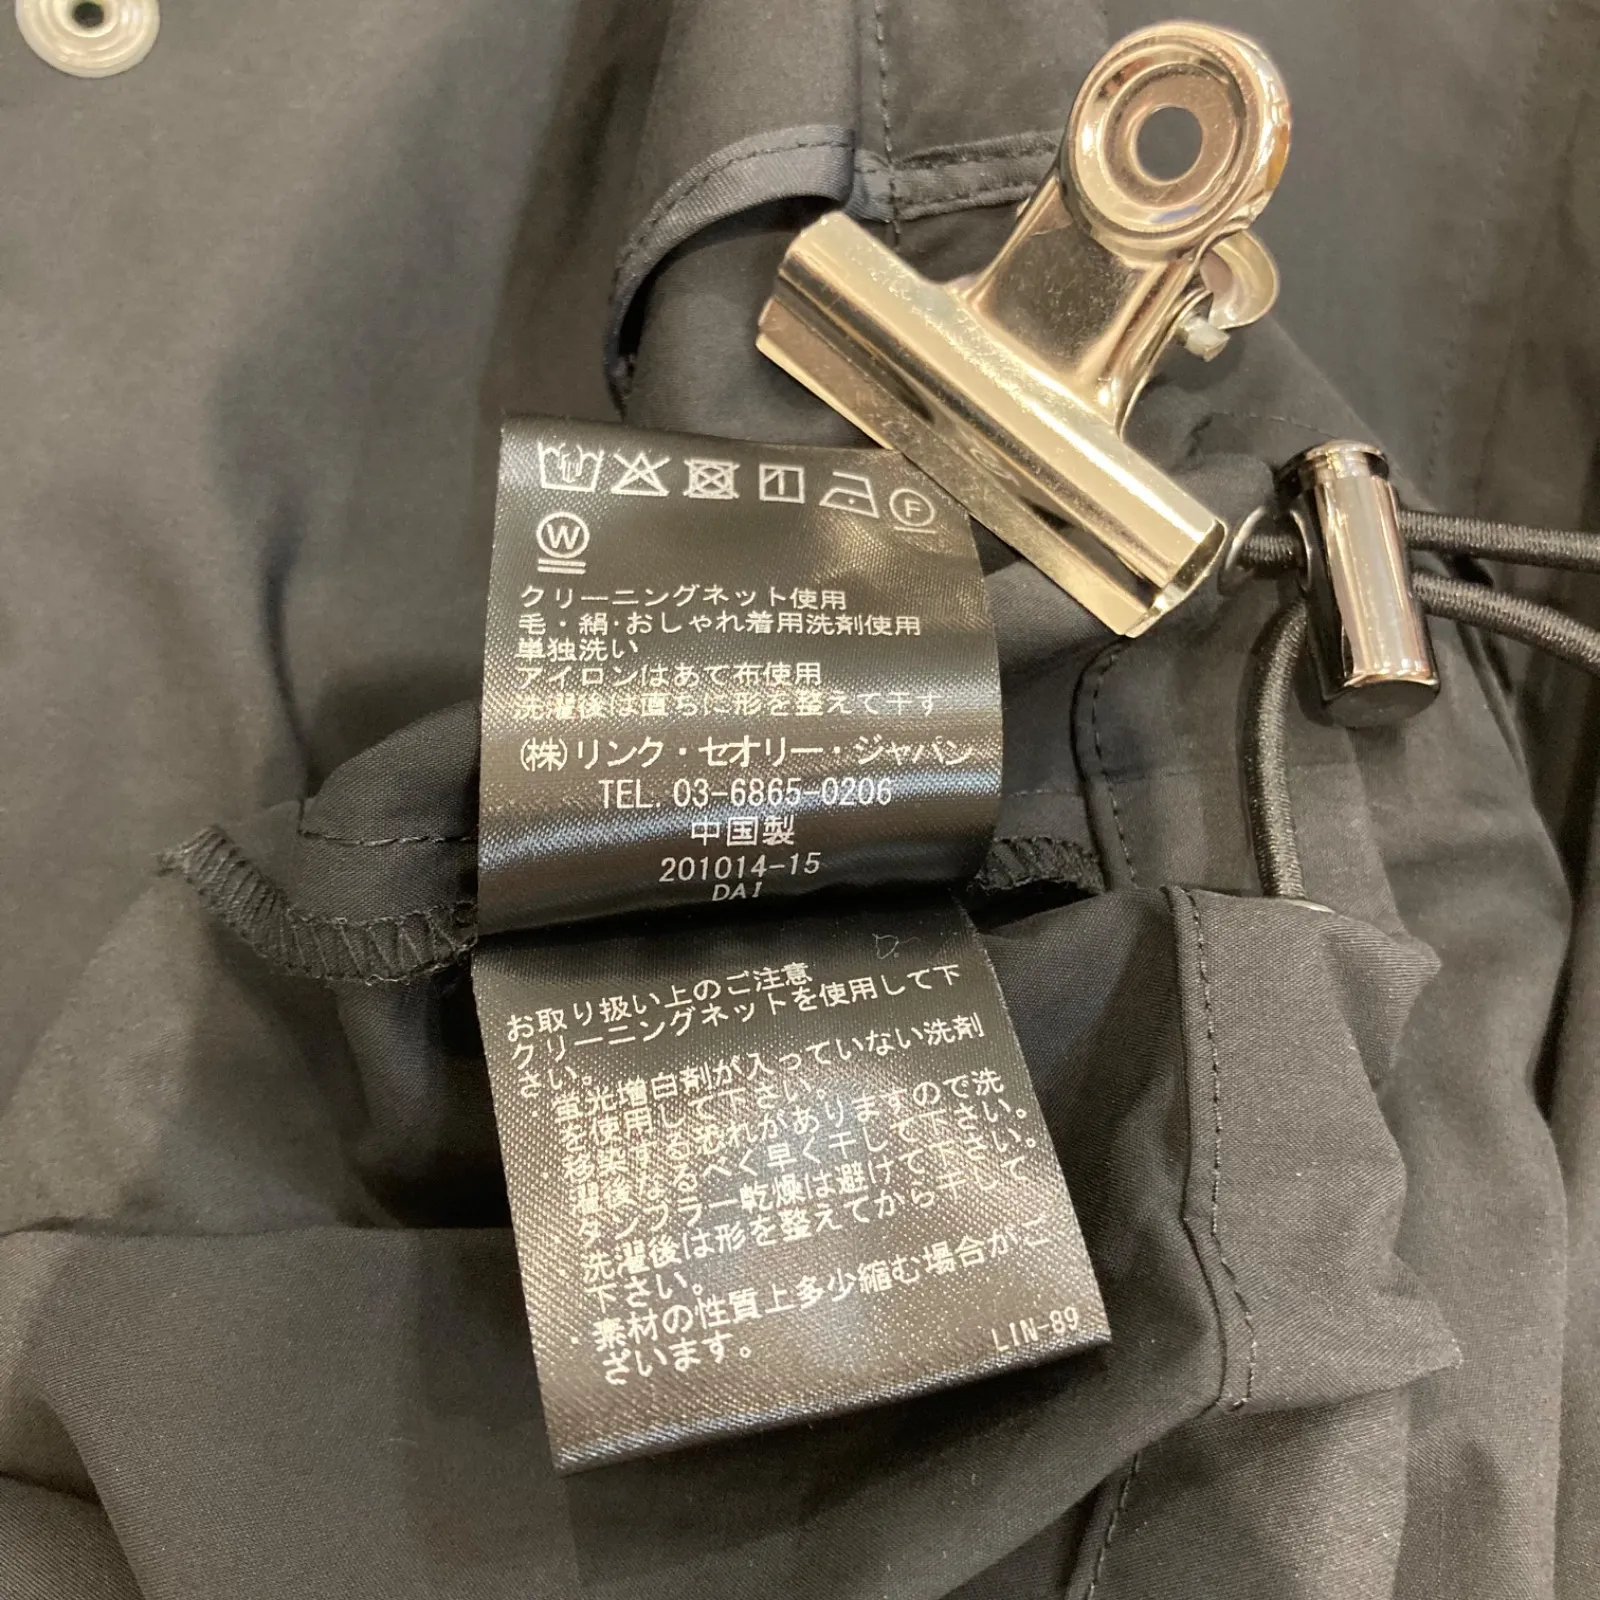 F
W
クリーニングネット使用
毛・絹・おしゃれ着用洗剤使用
単独洗い
アイロンはあて布使用
洗濯後は直ちに形を整えて干す
(株)リンク・セオリー・ジャパン
TEL. 03-6865-0206
中国製
201014-15
DAI
お取り扱い上のご注意
クリーニングネットを使用して下
さい。
・蛍光増白剤が入っていない洗剤
を使用して下さい。
移染する恐れがありますので洗
濯後なるべく早く干して下さい。
タンブラー乾燥は避けて下さい。
洗濯後は形を整えてから干して
下さい。
・素材の性質上多少縮む場合がご
ざいます。
LIN-89